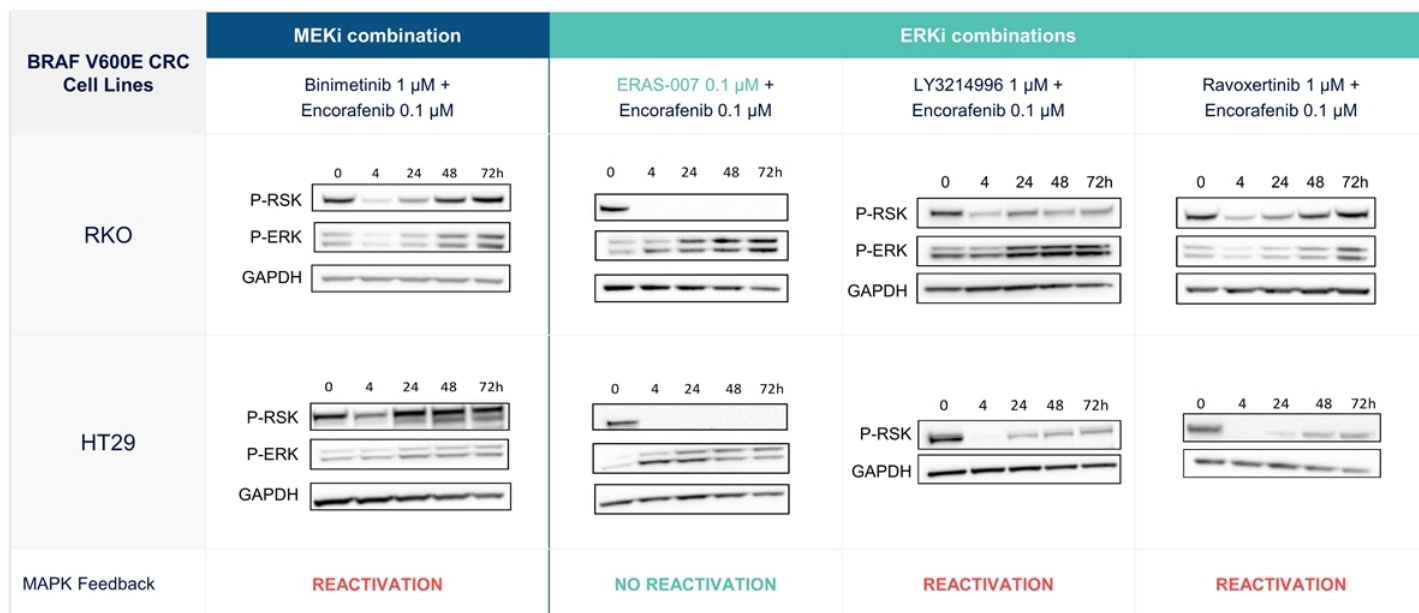 BRAF V600E CRC
Cell Lines
MEKi combination
ERKi combinations
Binimetinib 1 µM +
Encorafenib 0.1 µM
ERAS-007 0.1 µM +
Encorafenib 0.1 µM
LY3214996 1 µM +
Encorafenib 0.1 µM
Ravoxertinib 1 µM +
Encorafenib 0.1 µM
RKO
0 4 24 48 72h
P-RSK
P-ERK
GAPDH
0 4 24 48 72h
0 4 24 48 72h
P-RSK
P-ERK
GAPDH
0 4 24 48 72h
HT29
0 4 24 48 72h
P-RSK
P-ERK
GAPDH
0 4 24 48 72h
0 4 24 48 72h
P-RSK
GAPDH
0 4 24 48 72h
MAPK Feedback
REACTIVATION
NO REACTIVATION
REACTIVATION
REACTIVATION